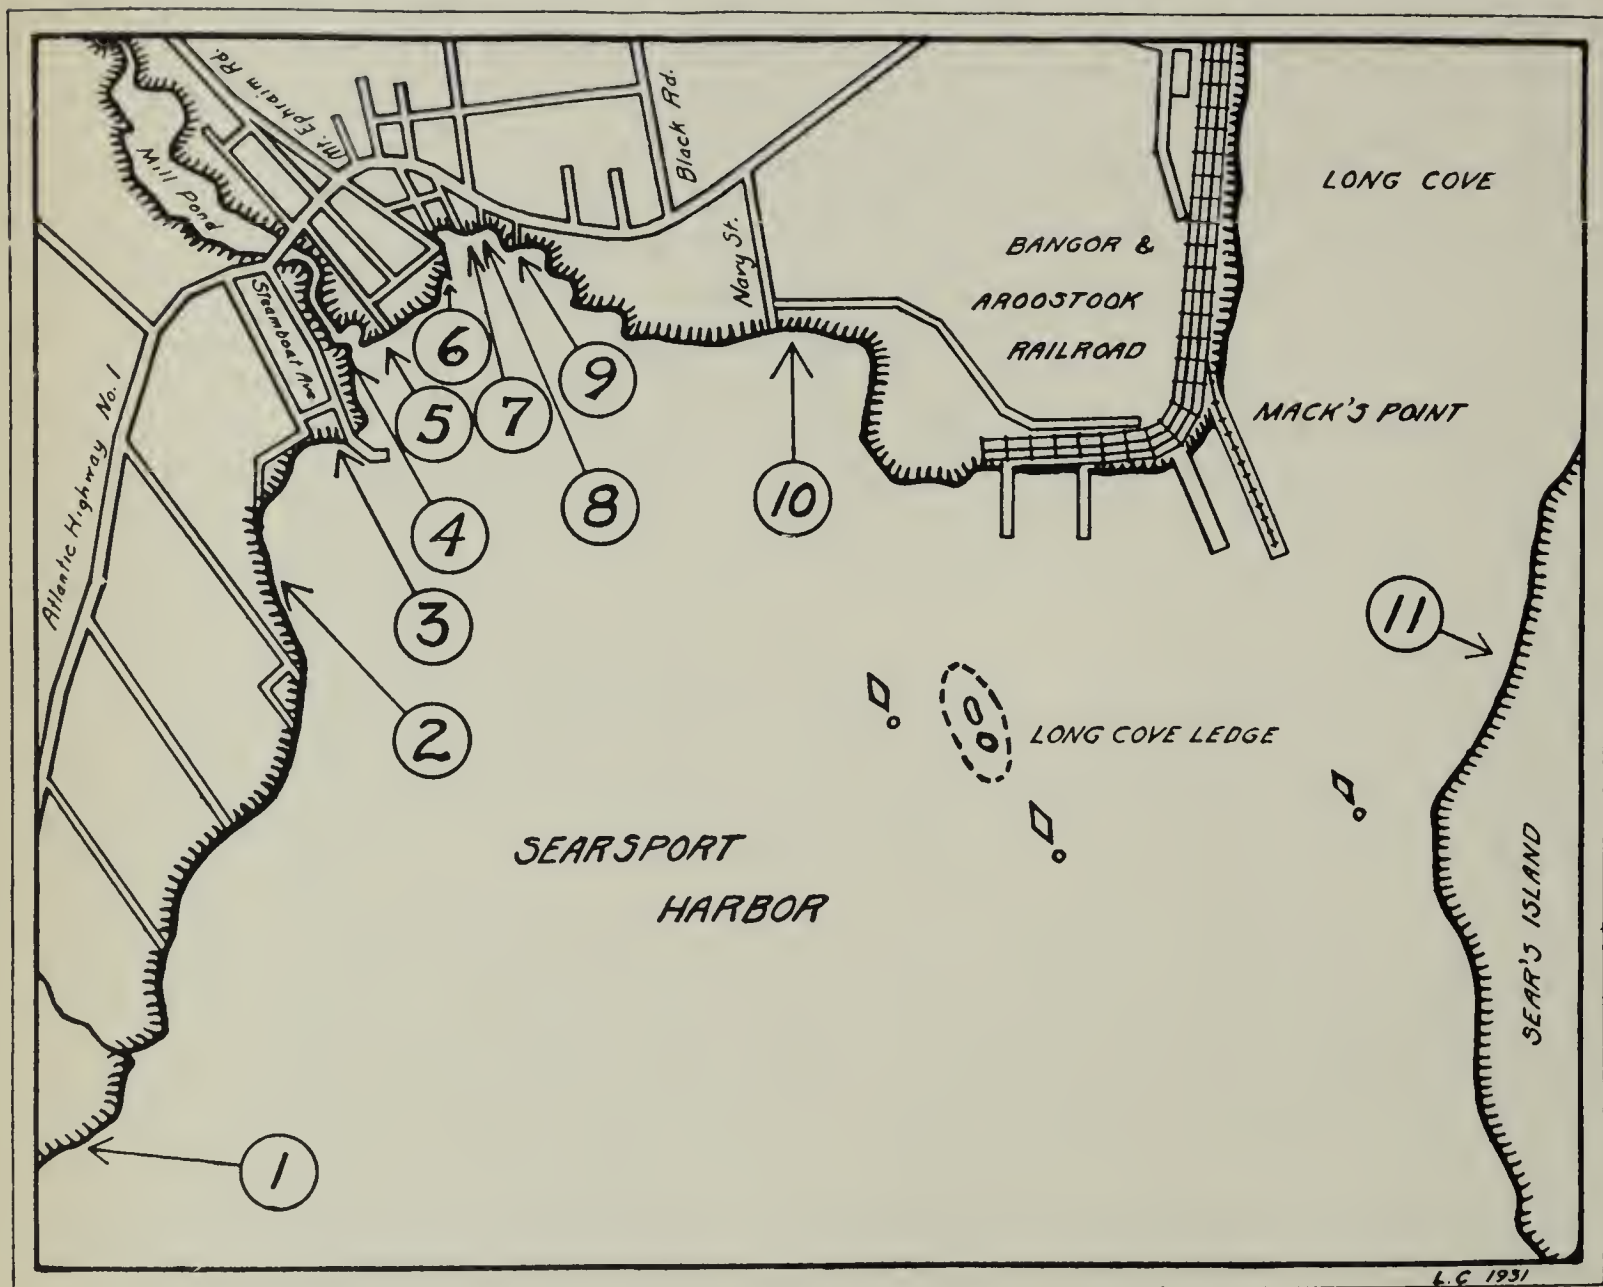 Mt. Ephraim Rd.
Black Rd.
Mill Pond
LONG COVE
Navy St.
BANGOR &
AROOSTOOK
RAILROAD
Steamboat Ave
MACK'S POINT
Atlantic Highway No. 1
6
9
5
7
10
8
4
3
11
2
LONG COVE LEDGE
SEARSPORT
HARBOR
SEAR'S ISLAND
1
L.C 1931